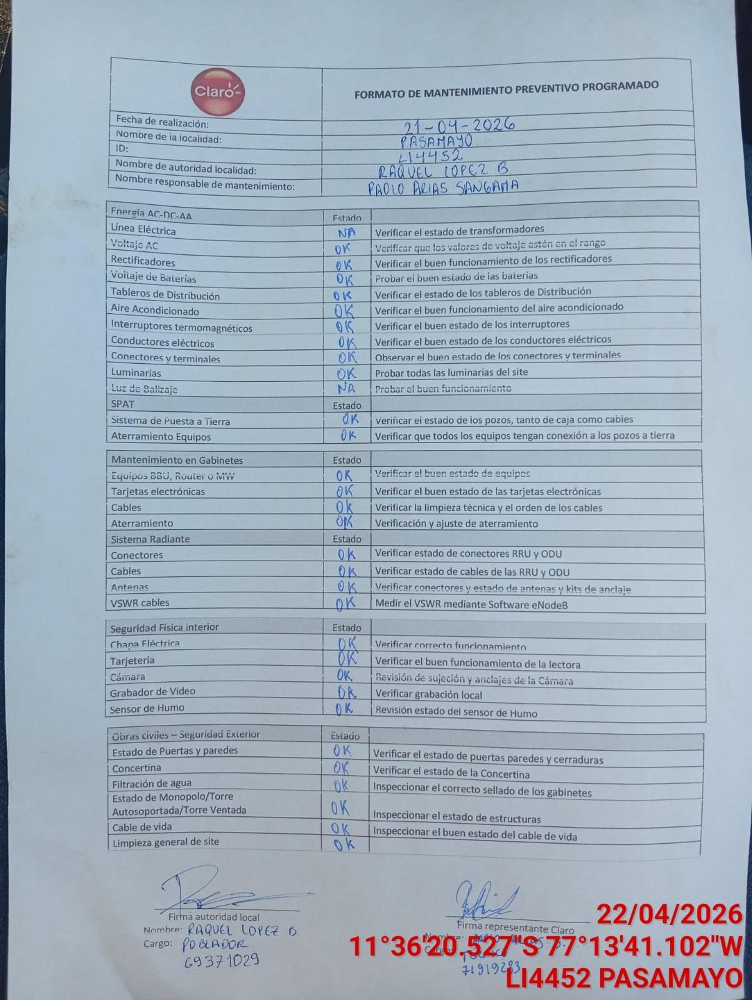 Claro
FORMATO DE MANTENIMIENTO PREVENTIVO PROGRAMADO
Fecha de realización: 21-04-2026
Nombre de la localidad: PASAMAYO
ID: LI4452
Nombre de autoridad localidad: RAQUEL LOPEZ B
Nombre responsable de mantenimiento: PAOLO ARIAS SANGAMA
Energía AC-DC-AA Estado
Línea Eléctrica NA Verificar el estado de transformadores
Voltaje AC OK Verificar que los valores de voltaje estén en el rango
Rectificadores OK Verificar el buen funcionamiento de los rectificadores
Voltaje de Baterías OK Probar el buen estado de las baterías
Tableros de Distribución OK Verificar el estado de los tableros de Distribución
Aire Acondicionado OK Verificar el buen funcionamiento del aire acondicionado
Interruptores termomagnéticos OK Verificar el buen estado de los interruptores
Conductores eléctricos OK Verificar el buen estado de los conductores eléctricos
Conectores y terminales OK Observar el buen estado de los conectores y terminales
Luminarias OK Probar todas las luminarias del site
Luz de Balizaje NA Probar el buen funcionamiento
SPAT Estado
Sistema de Puesta a Tierra OK Verificar el estado de los pozos, tanto de caja como cables
Aterramiento Equipos OK Verificar que todos los equipos tengan conexión a los pozos a tierra
Mantenimiento en Gabinetes Estado
Equipos BBU, Router o MW OK Verificar el buen estado de equipos
Tarjetas electrónicas OK Verificar el buen estado de las tarjetas electrónicas
Cables OK Verificar la limpieza técnica y el orden de los cables
Aterramiento OK Verificación y ajuste de aterramiento
Sistema Radiante Estado
Conectores OK Verificar estado de conectores RRU y ODU
Cables OK Verificar estado de cables de las RRU y ODU
Antenas OK Verificar conectores y estado de antenas y kits de anclaje
VSWR cables OK Medir el VSWR mediante Software eNodeB
Seguridad Física interior Estado
Chapa Eléctrica OK Verificar correcto funcionamiento
Tarjetería OK Verificar el buen funcionamiento de la lectora
Cámara OK Revisión de sujeción y anclajes de la Cámara
Grabador de Video OK Verificar grabación local
Sensor de Humo OK Revisión estado del sensor de Humo
Obras civiles – Seguridad Exterior Estado
Estado de Puertas y paredes OK Verificar el estado de puertas paredes y cerraduras
Concertina OK Verificar el estado de la Concertina
Filtración de agua OK Inspeccionar el correcto sellado de los gabinetes
Estado de Monopolo/Torre
Autosoportada/Torre Ventada OK Inspeccionar el estado de estructuras
Cable de vida OK Inspeccionar el buen estado del cable de vida
Limpieza general de site OK
Firma autoridad local
Nombre: RAQUEL LOPEZ B.
Cargo: POBLADOR
69371029
Firma representante Claro
71919283
22/04/2026
11°36'20.527"S 77°13'41.102"W
LI4452 PASAMAYO